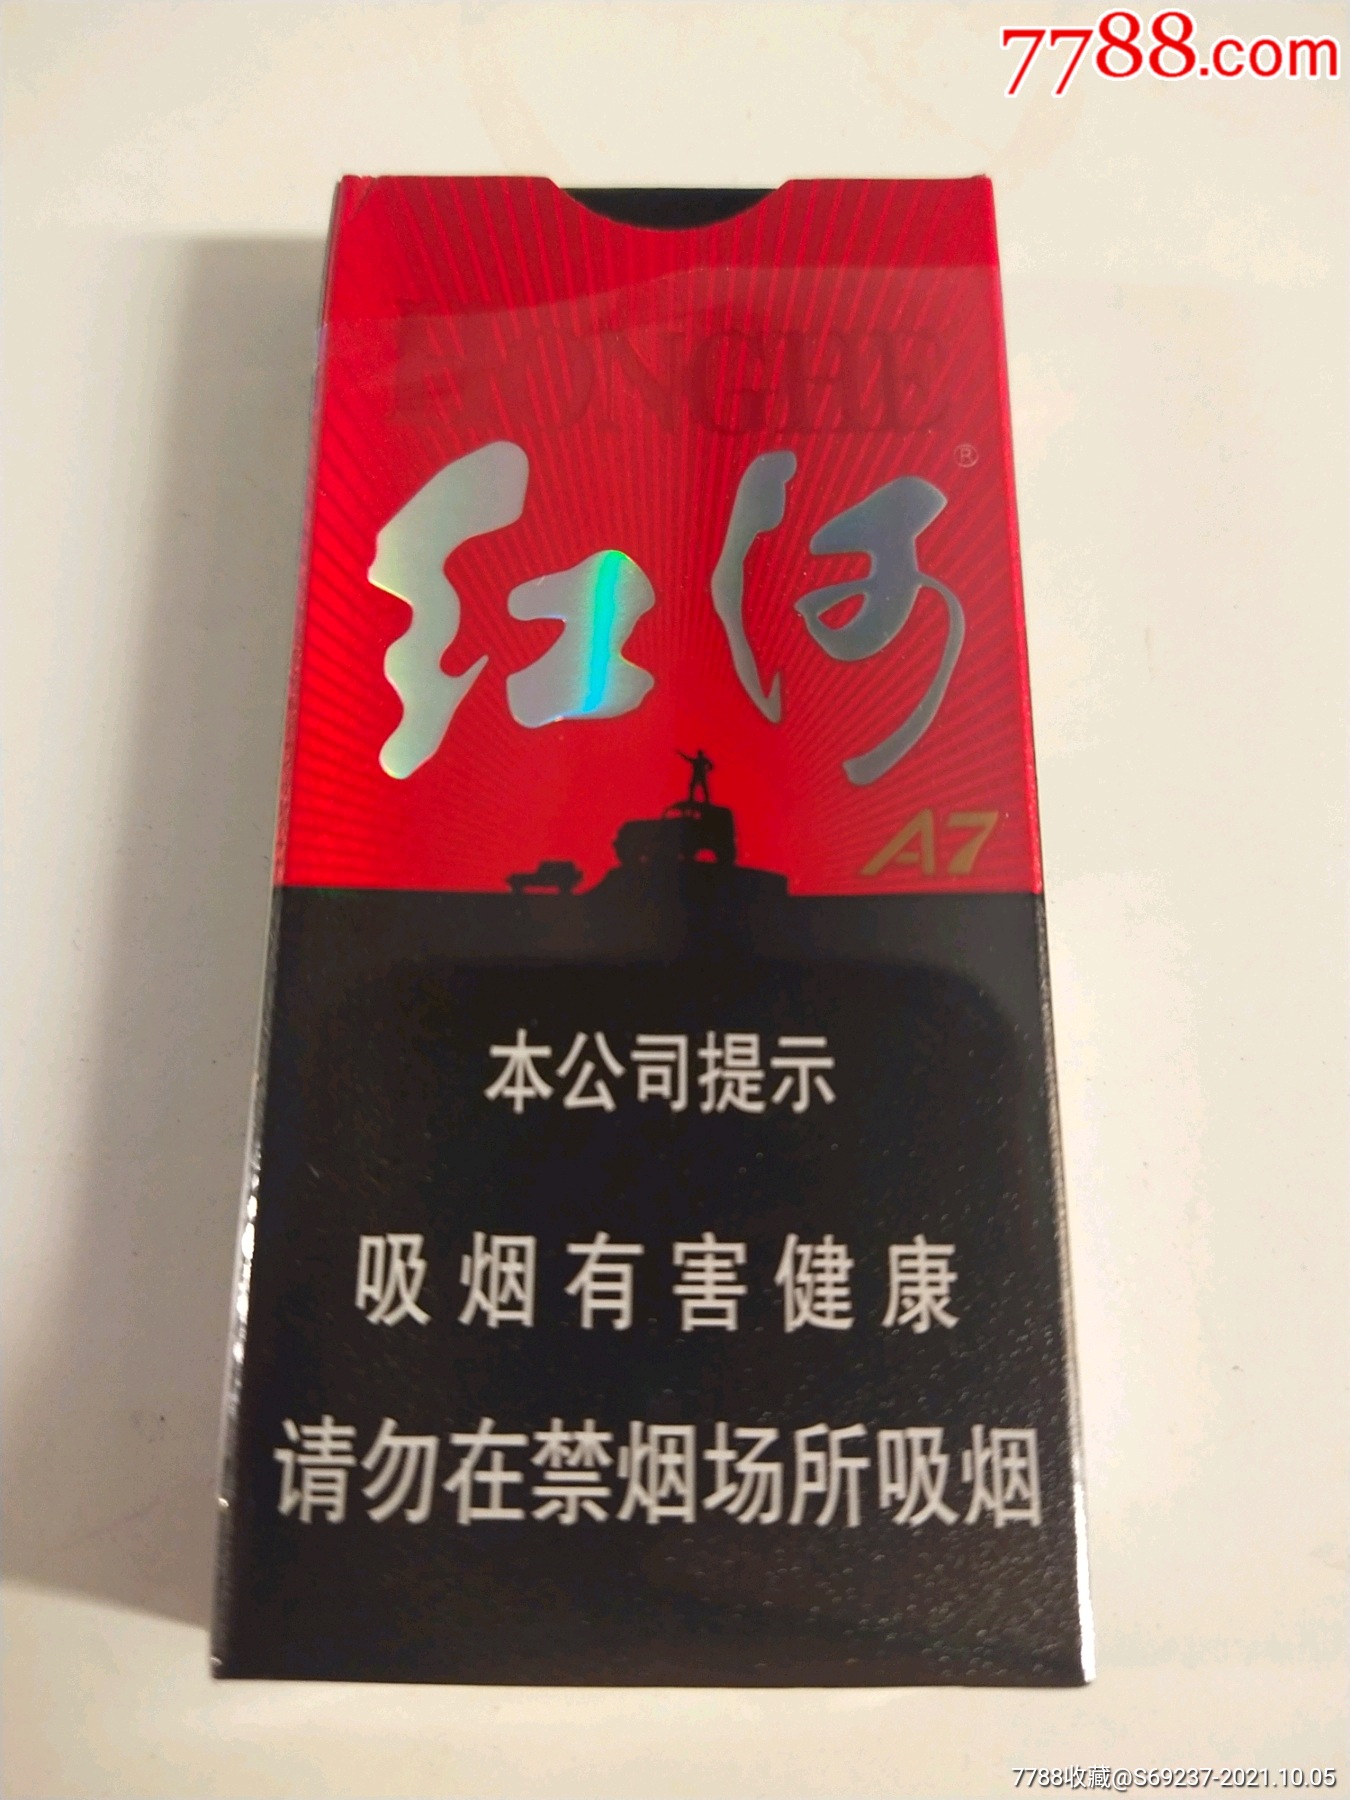 7788.com
HONGHE
红河®
A7
本公司提示
吸烟有害健康
请勿在禁烟场所吸烟
7788收藏@S69237-2021.10.05